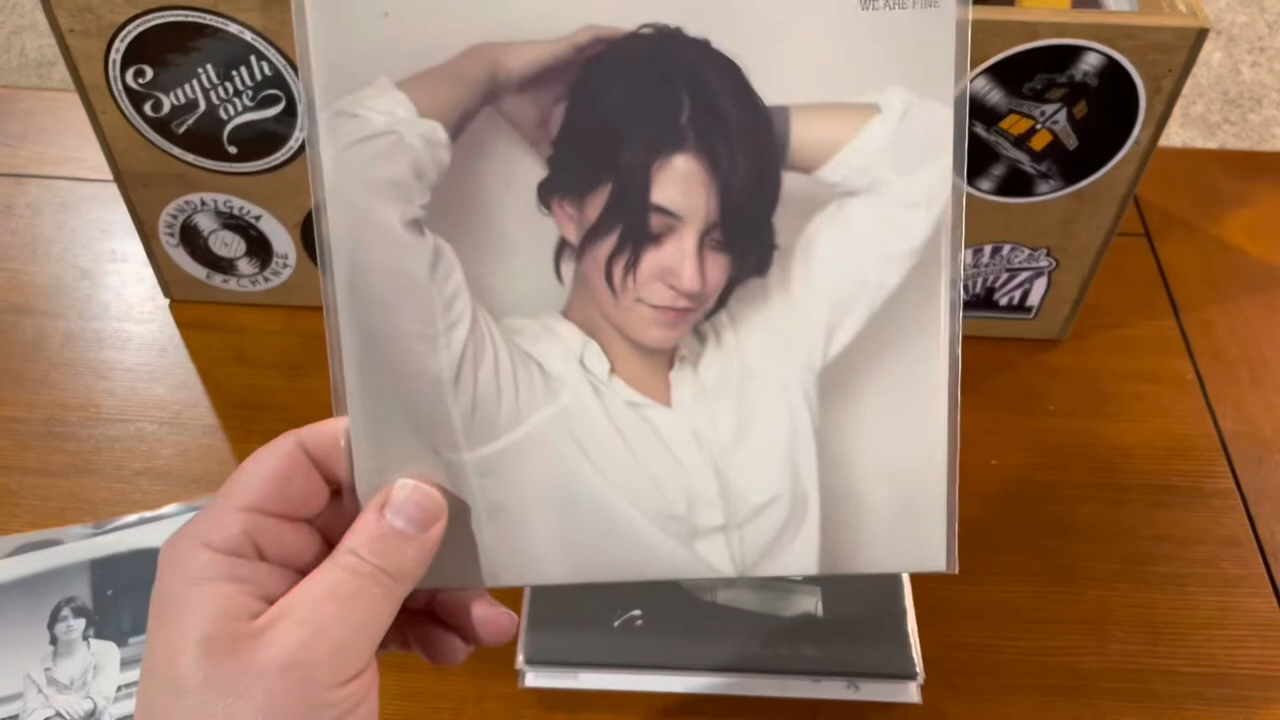 WE ARE FINE
Say it
with
me
CANANDAIGUA
EXCHANGE